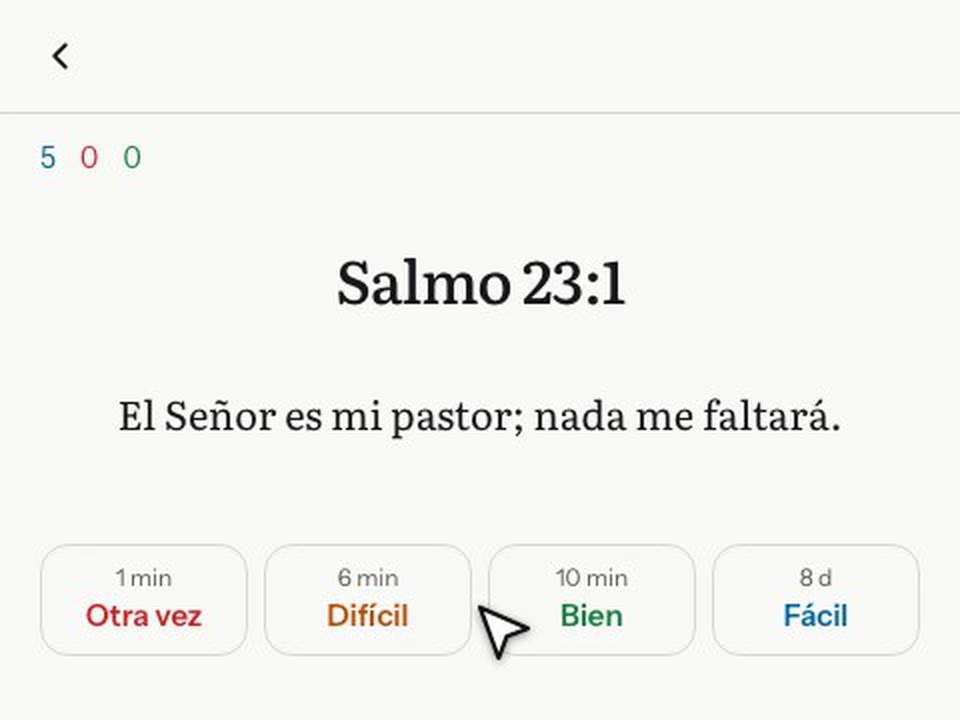 5 0 0
Salmo 23:1
El Señor es mi pastor; nada me faltará.
1 min 6 min 10 min 8 d
Otra vez Difícil Bien Fácil